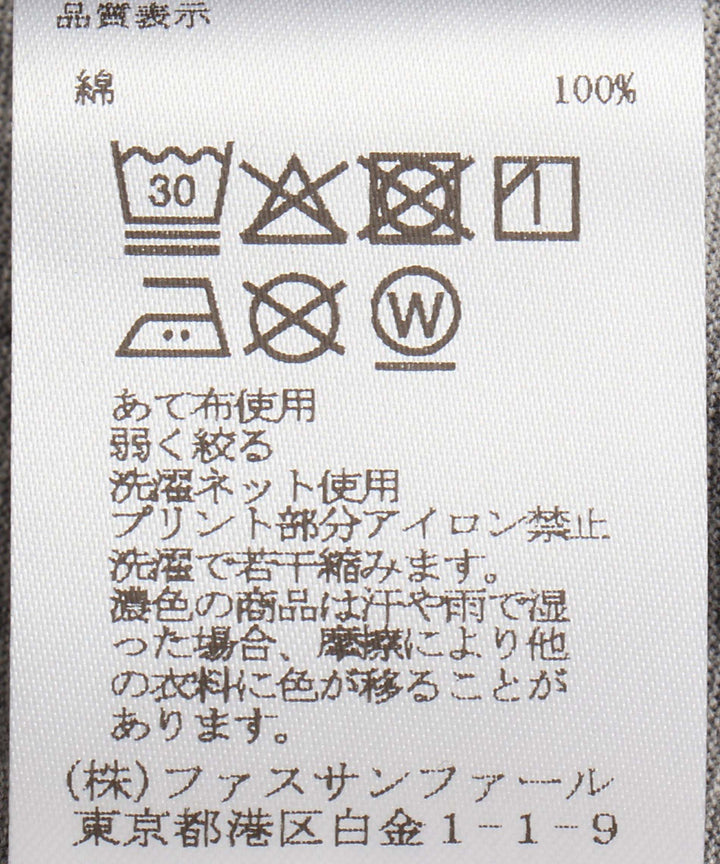 品質表示
綿 100%
30
W
あて布使用
弱く絞る
洗濯ネット使用
プリント部分アイロン禁止
洗濯で若干縮みます。
濃色の商品は汗や雨で湿
った場合、摩擦により他
の衣料に色が移ることが
あります。
(株)ファスサンファール
東京都港区白金1-1-9